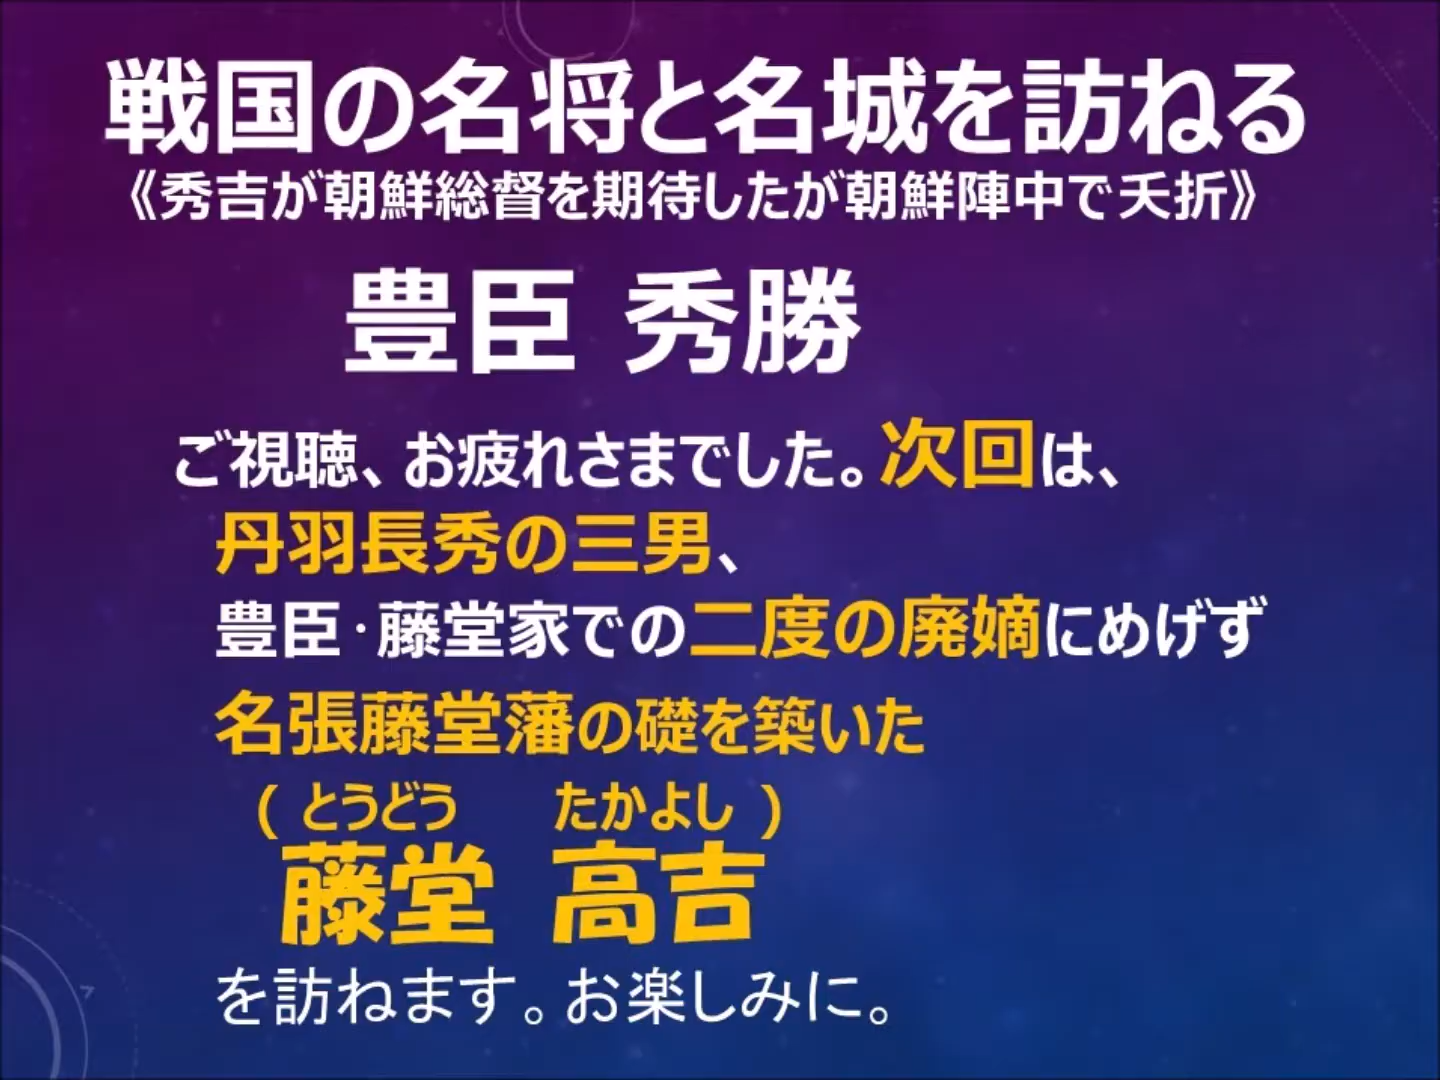 戦国の名将と名城を訪ねる
《秀吉が朝鮮総督を期待したが朝鮮陣中で夭折》
豊臣 秀勝
ご視聴、お疲れさまでした。次回は、
丹羽長秀の三男、
豊臣・藤堂家での二度の廃嫡にめげず
名張藤堂藩の礎を築いた
( とうどう たかよし )
藤堂 高吉
を訪ねます。お楽しみに。